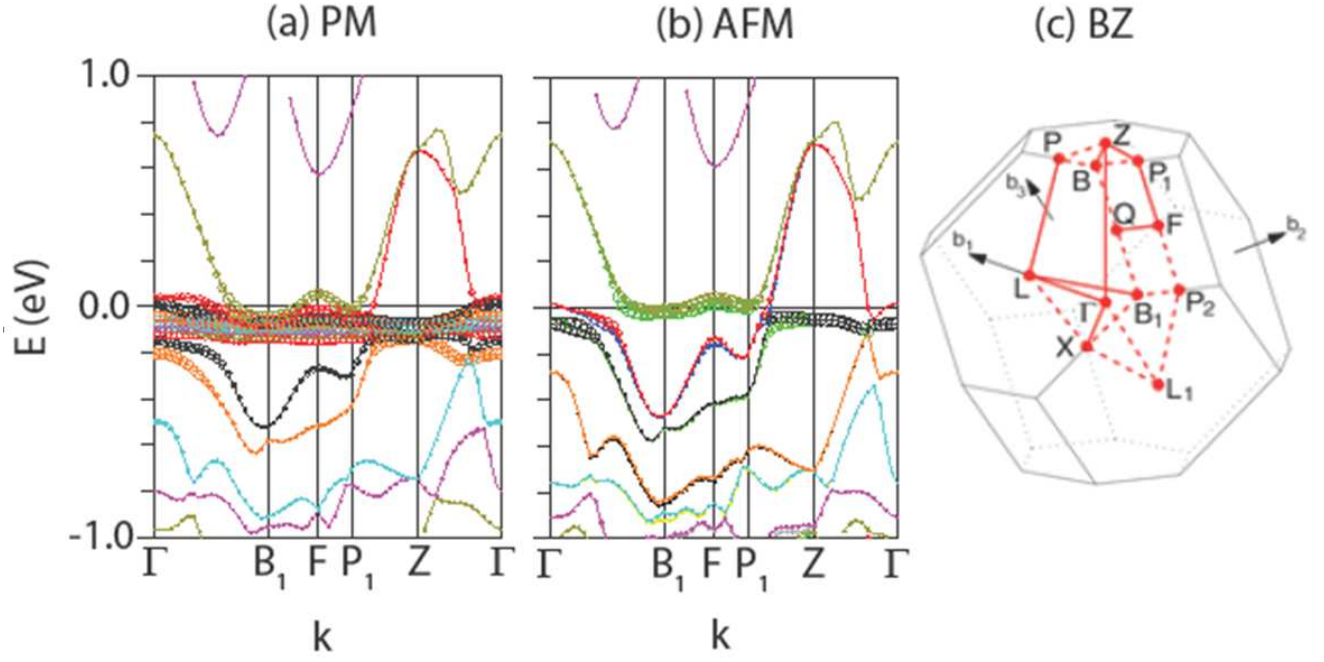 (a) PM
(b) AFM
(c) BZ
E (eV)
1.0
0.0
-1.0
Γ B₁ F P₁ Z Γ
k
Γ B₁ F P₁ Z Γ
k
P Z
B P₁
b₃
Q F
b₁ b₂
L
Γ B₁ P₂
X
L₁